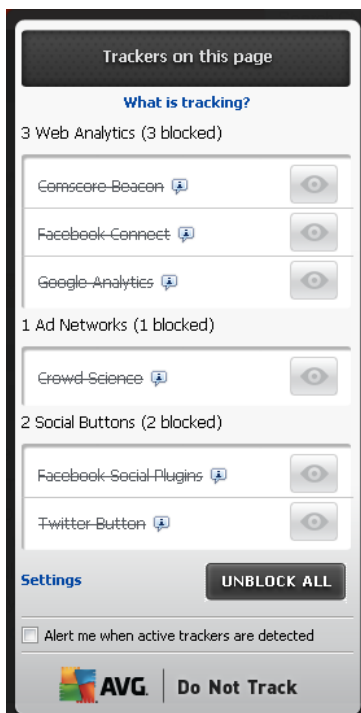 Trackers on this page
What is tracking?
3 Web Analytics (3 blocked)
Comscore Beacon
Facebook Connect
Google Analytics
1 Ad Networks (1 blocked)
Crowd Science
2 Social Buttons (2 blocked)
Facebook Social Plugins
Twitter Button
Settings
UNBLOCK ALL
Alert me when active trackers are detected
AVG. Do Not Track